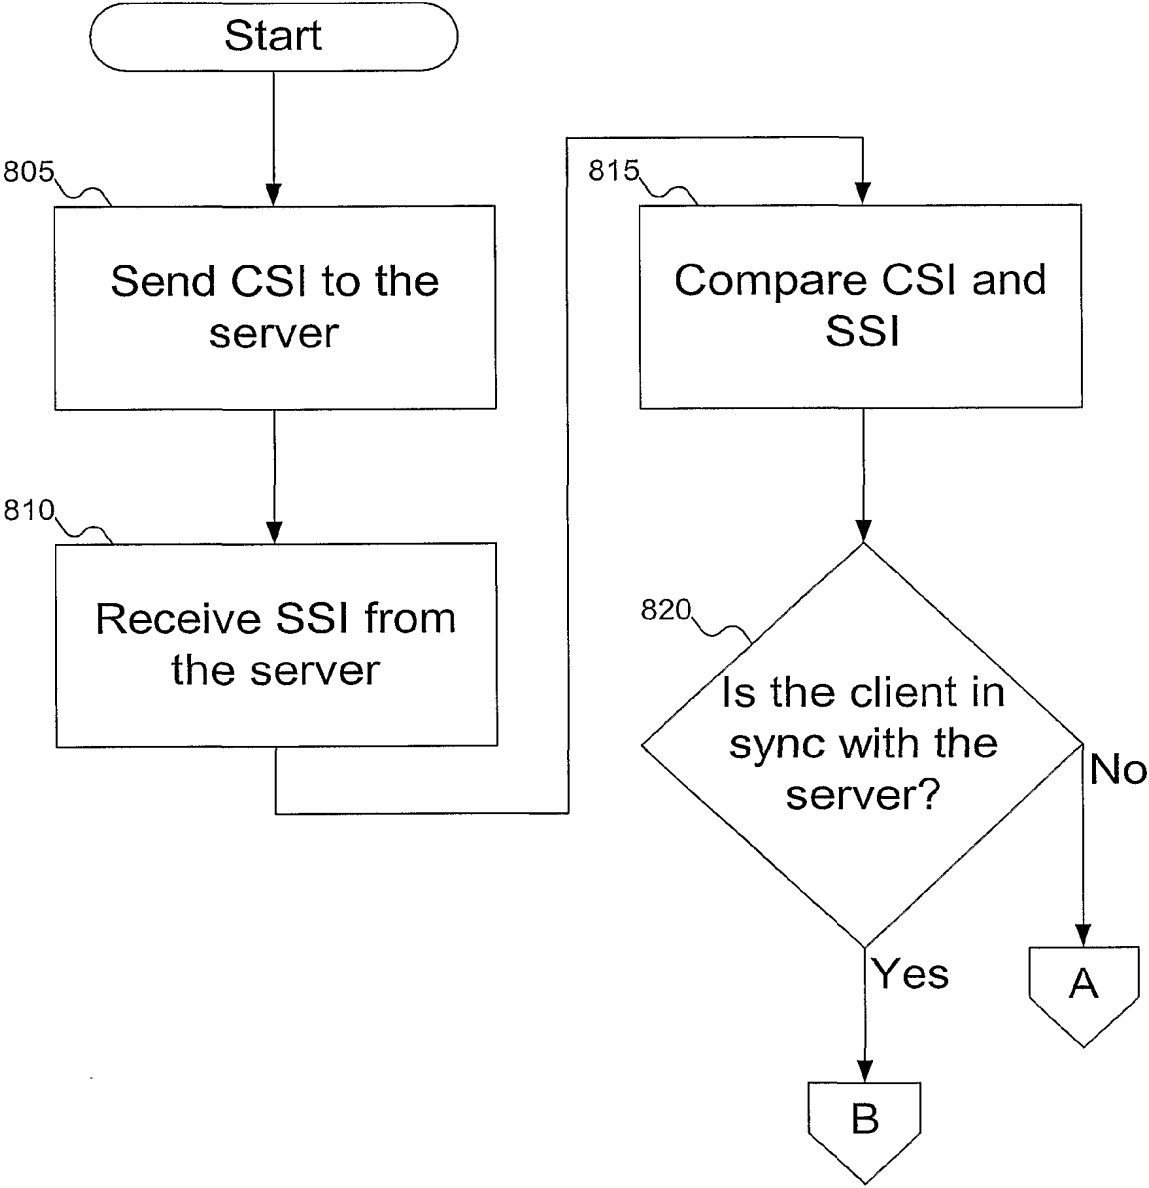 Start
805
Send CSI to the
server
810
Receive SSI from
the server
815
Compare CSI and
SSI
820
Is the client in
sync with the
server?
No
Yes
A
B